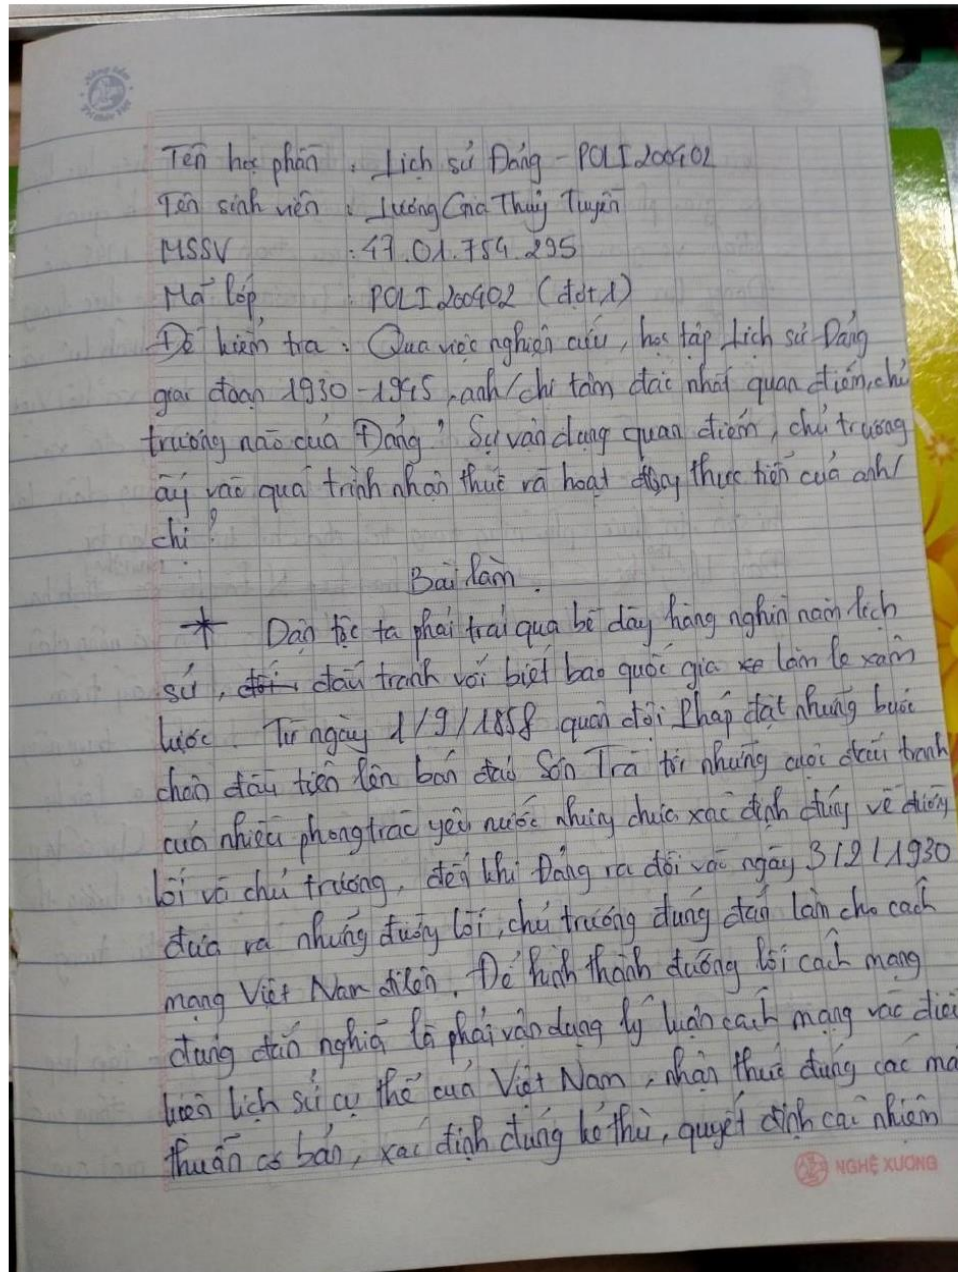 Tên học phần : Lịch sử Đảng - POLI200402
Tên sinh viên : Lương Gia Thuỵ Tuyền
MSSV : 47.01.754.295
Mã lớp : POLI200402 (đợt 1)
Đề kiểm tra : Qua việc nghiên cứu, học tập Lịch sử Đảng
giai đoạn 1930 - 1945, anh/chị tâm đắc nhất quan điểm, chủ
trương nào của Đảng? Sự vận dụng quan điểm, chủ trương
ấy vào quá trình nhận thức và hoạt động thực tiễn của anh/
chị?
Bài làm.
* Dân tộc ta phải trải qua bề dày hàng nghìn năm lịch
sử, đấu tranh với biết bao quốc gia lăm le xâm
lược. Từ ngày 1/9/1858 quân đội Pháp đặt những bước
chân đầu tiên lên bán đảo Sơn Trà tới những cuộc đấu tranh
của nhiều phong trào yêu nước nhưng chưa xác định đúng về đường
lối và chủ trương, đến khi Đảng ra đời vào ngày 3/2/1930
đưa ra những đường lối, chủ trương đúng đắn làm cho cách
mạng Việt Nam đi lên. Để hình thành đường lối cách mạng
đúng đắn nghĩa là phải vận dụng lý luận cách mạng vào điều
kiện lịch sử cụ thể của Việt Nam, nhận thức đúng các mâ
thuẫn cơ bản, xác định đúng kẻ thù, quyết định cái nhiệm
NGHỆ XƯƠNG